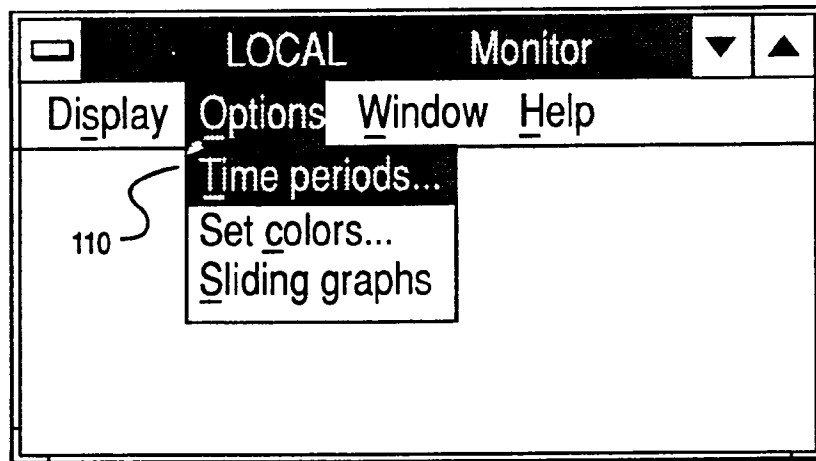 LOCAL Monitor
Display Options Window Help
Time periods...
Set colors...
Sliding graphs
110